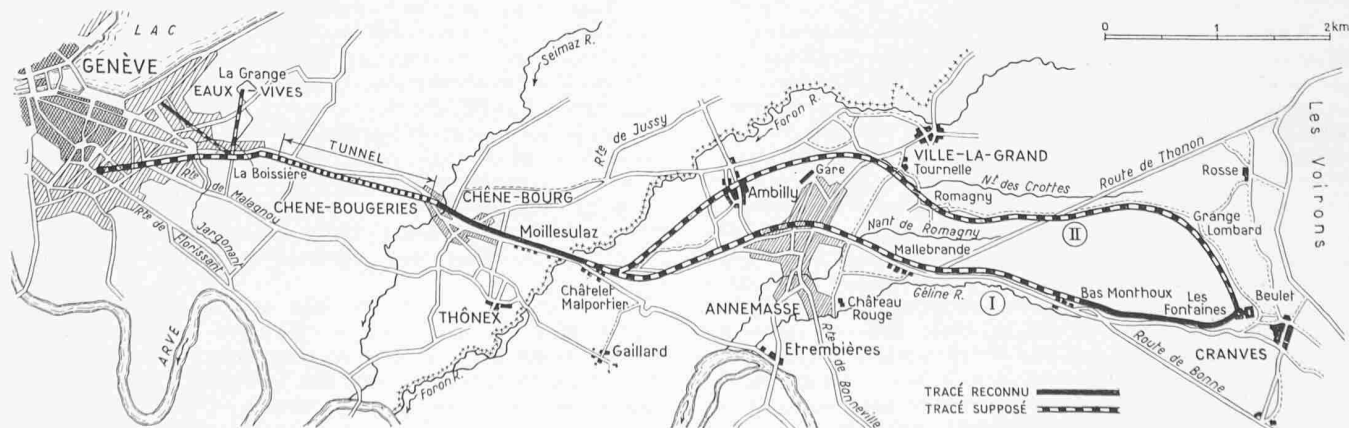 LAC
GENÈVE
La Grange
EAUX-VIVES
TUNNEL
La Boissière
Rte de Malagnou
Rte de Florissant
Jargonant
CHENE-BOUGERIES
ARVE
Seimaz R.
CHÊNE-BOURG
Rte de Jussy
Moillesulaz
THÔNEX
Châtelet
Malportier
Foron R.
Gaillard
Foron R.
Ambilly
Gare
ANNEMASSE
Etrembières
Château
Rouge
Rte de Bonneville
VILLE-LA-GRAND
Tournelle
Nt. des Crottes
Romagny
Nant de Romagny
Mallebrande
Géline R.
I
II
Route de Thonon
Rosse
Grange
Lombard
Bas Monthoux
Les
Fontaines
Beulet
CRANVES
Route de Bonne
Les Voirons
0 1 2 km
TRACÉ RECONNU
TRACÉ SUPPOSÉ